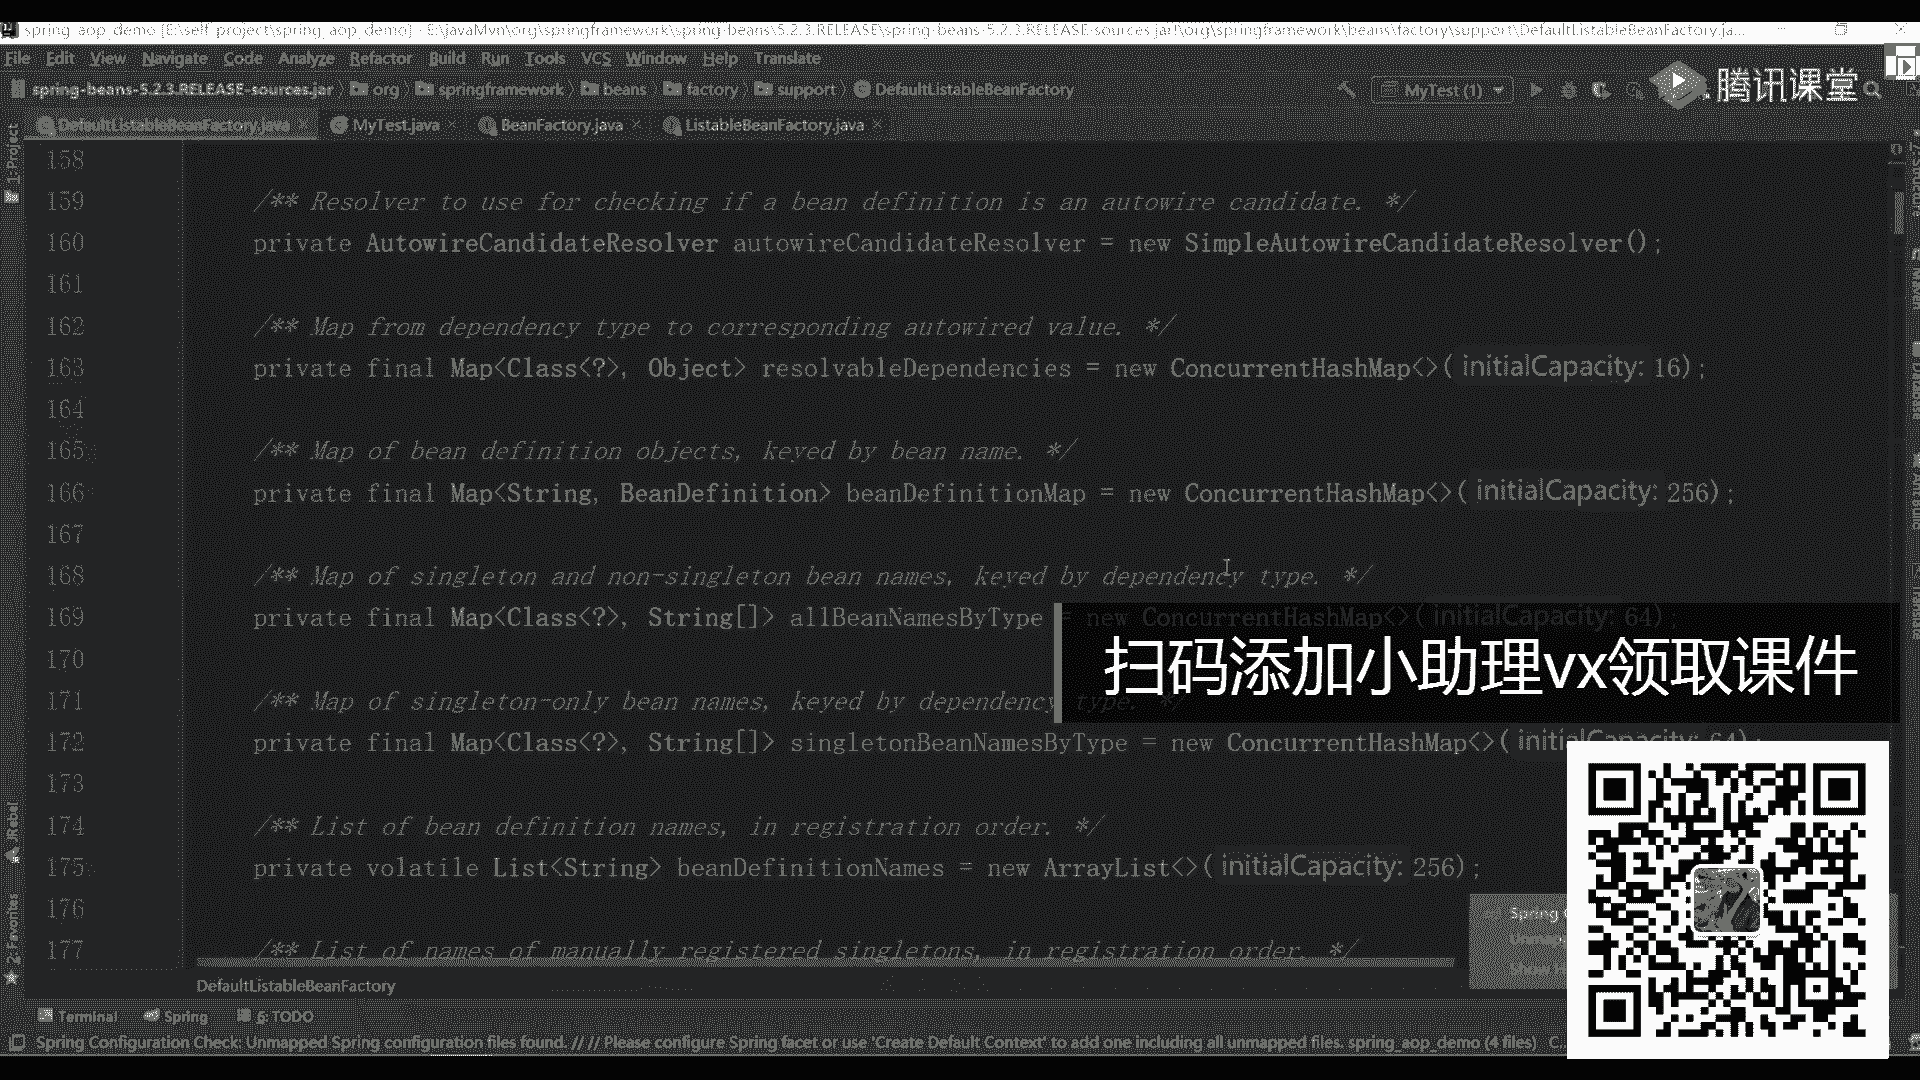 spring_aop_demo [E:\self_project\spring_aop_demo] - E:\javaMvn\org\springframework\spring-beans\5.2.3.RELEASE\spring-beans-5.2.3.RELEASE-sources.jar!\org\springframework\beans\factory\support\DefaultListableBeanFactory.ja...
File Edit View Navigate Code Analyze Refactor Build Run Tools VCS Window Help Translate
spring-beans-5.2.3.RELEASE-sources.jar org springframework beans factory support DefaultListableBeanFactory MyTest (1)
腾讯课堂
DefaultListableBeanFactory.java MyTest.java BeanFactory.java ListableBeanFactory.java
1: Project
158
159 /** Resolver to use for checking if a bean definition is an autowire candidate. */
160 private AutowireCandidateResolver autowireCandidateResolver = new SimpleAutowireCandidateResolver();
161
162 /** Map from dependency type to corresponding autowired value. */
163 private final Map<Class<?>, Object> resolvableDependencies = new ConcurrentHashMap<>( initialCapacity: 16);
164
165 /** Map of bean definition objects, keyed by bean name. */
166 private final Map<String, BeanDefinition> beanDefinitionMap = new ConcurrentHashMap<>( initialCapacity: 256);
167
168 /** Map of singleton and non-singleton bean names, keyed by dependency type. */
169 private final Map<Class<?>, String[]> allBeanNamesByType = new ConcurrentHashMap<>( initialCapacity: 64);
170
扫码添加小助理vx领取课件
171 /** Map of singleton-only bean names, keyed by dependency type. */
172 private final Map<Class<?>, String[]> singletonBeanNamesByType = new ConcurrentHashMap<>( initialCapacity: 64);
173
174 /** List of bean definition names, in registration order. */
175 private volatile List<String> beanDefinitionNames = new ArrayList<>( initialCapacity: 256);
176
177 /** List of names of manually registered singletons, in registration order. */
JRebel
2: Favorites
7: Structure
Maven
Database
Spring
DefaultListableBeanFactory
Terminal Spring 6: TODO
Spring Configuration Check: Unmapped Spring configuration files found. // // Please configure Spring facet or use 'Create Default Context' to add one including all unmapped files. spring_aop_demo (4 files) C...